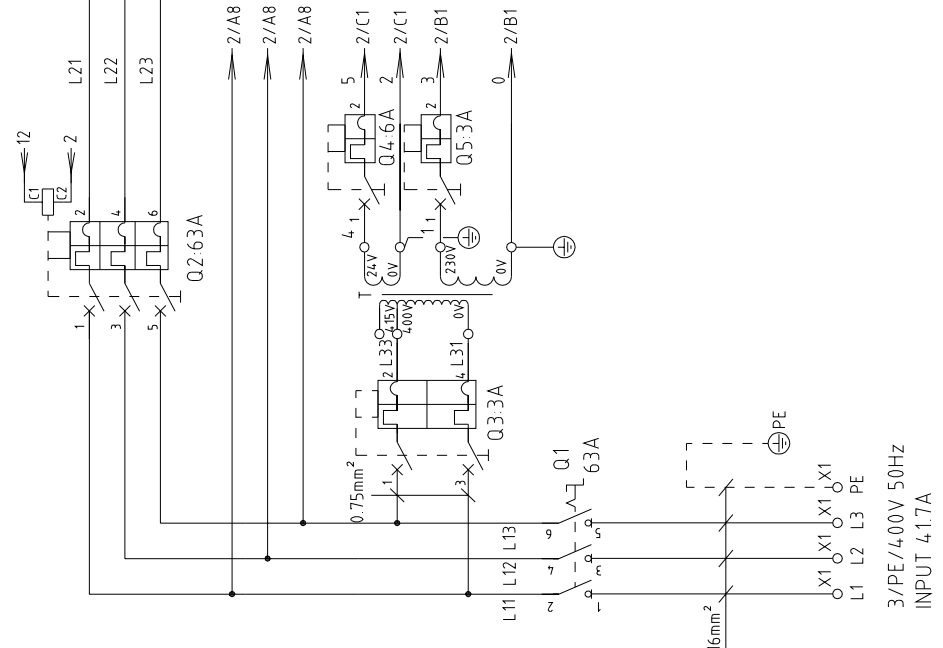 2/A8
2/A8
2/A8
2/C1
2/C1
2/B1
2/B1
L21
L22
L23
5
2
3
0
12
2
C1
C2
2
4
6
Q2:63A
1
3
5
2
Q4:6A
2
Q5:3A
4
1
1
1
1
24V
0V
230V
0V
415V
400V
0V
L33
L31
2
4
Q3:3A
1
3
0.75mm²
Q1
63A
L13
L12
L11
6
4
2
5
3
1
PE
X1
PE
X1
L3
X1
L2
X1
L1
16mm²
3/PE/400V 50Hz
INPUT 41.7A